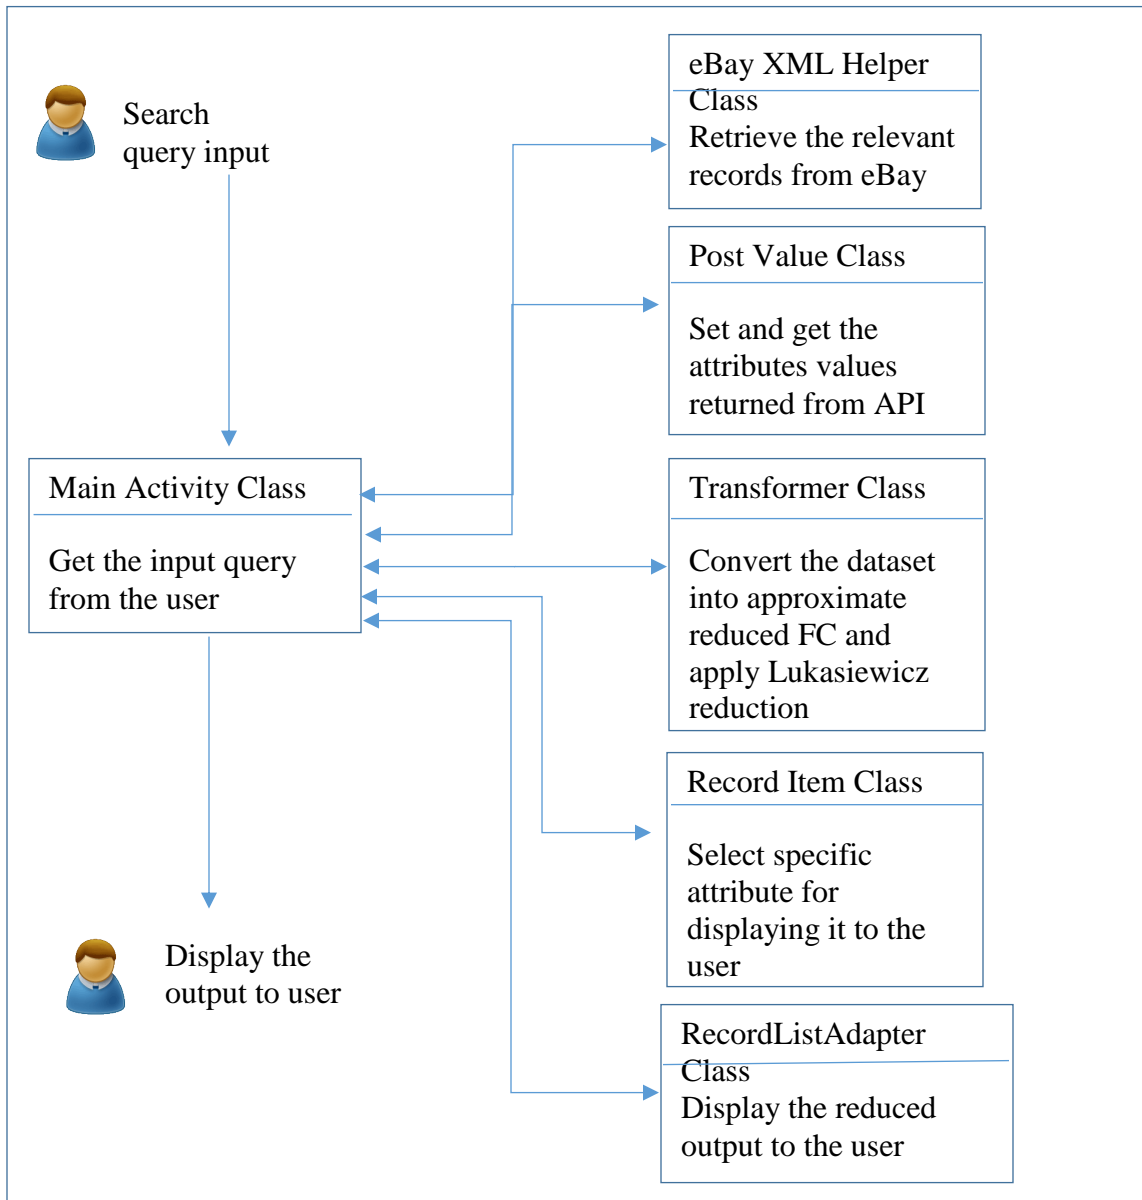 Search
query input
Main Activity Class
Get the input query
from the user
Display the
output to user
eBay XML Helper
Class
Retrieve the relevant
records from eBay
Post Value Class
Set and get the
attributes values
returned from API
Transformer Class
Convert the dataset
into approximate
reduced FC and
apply Lukasiewicz
reduction
Record Item Class
Select specific
attribute for
displaying it to the
user
RecordListAdapter
Class
Display the reduced
output to the user